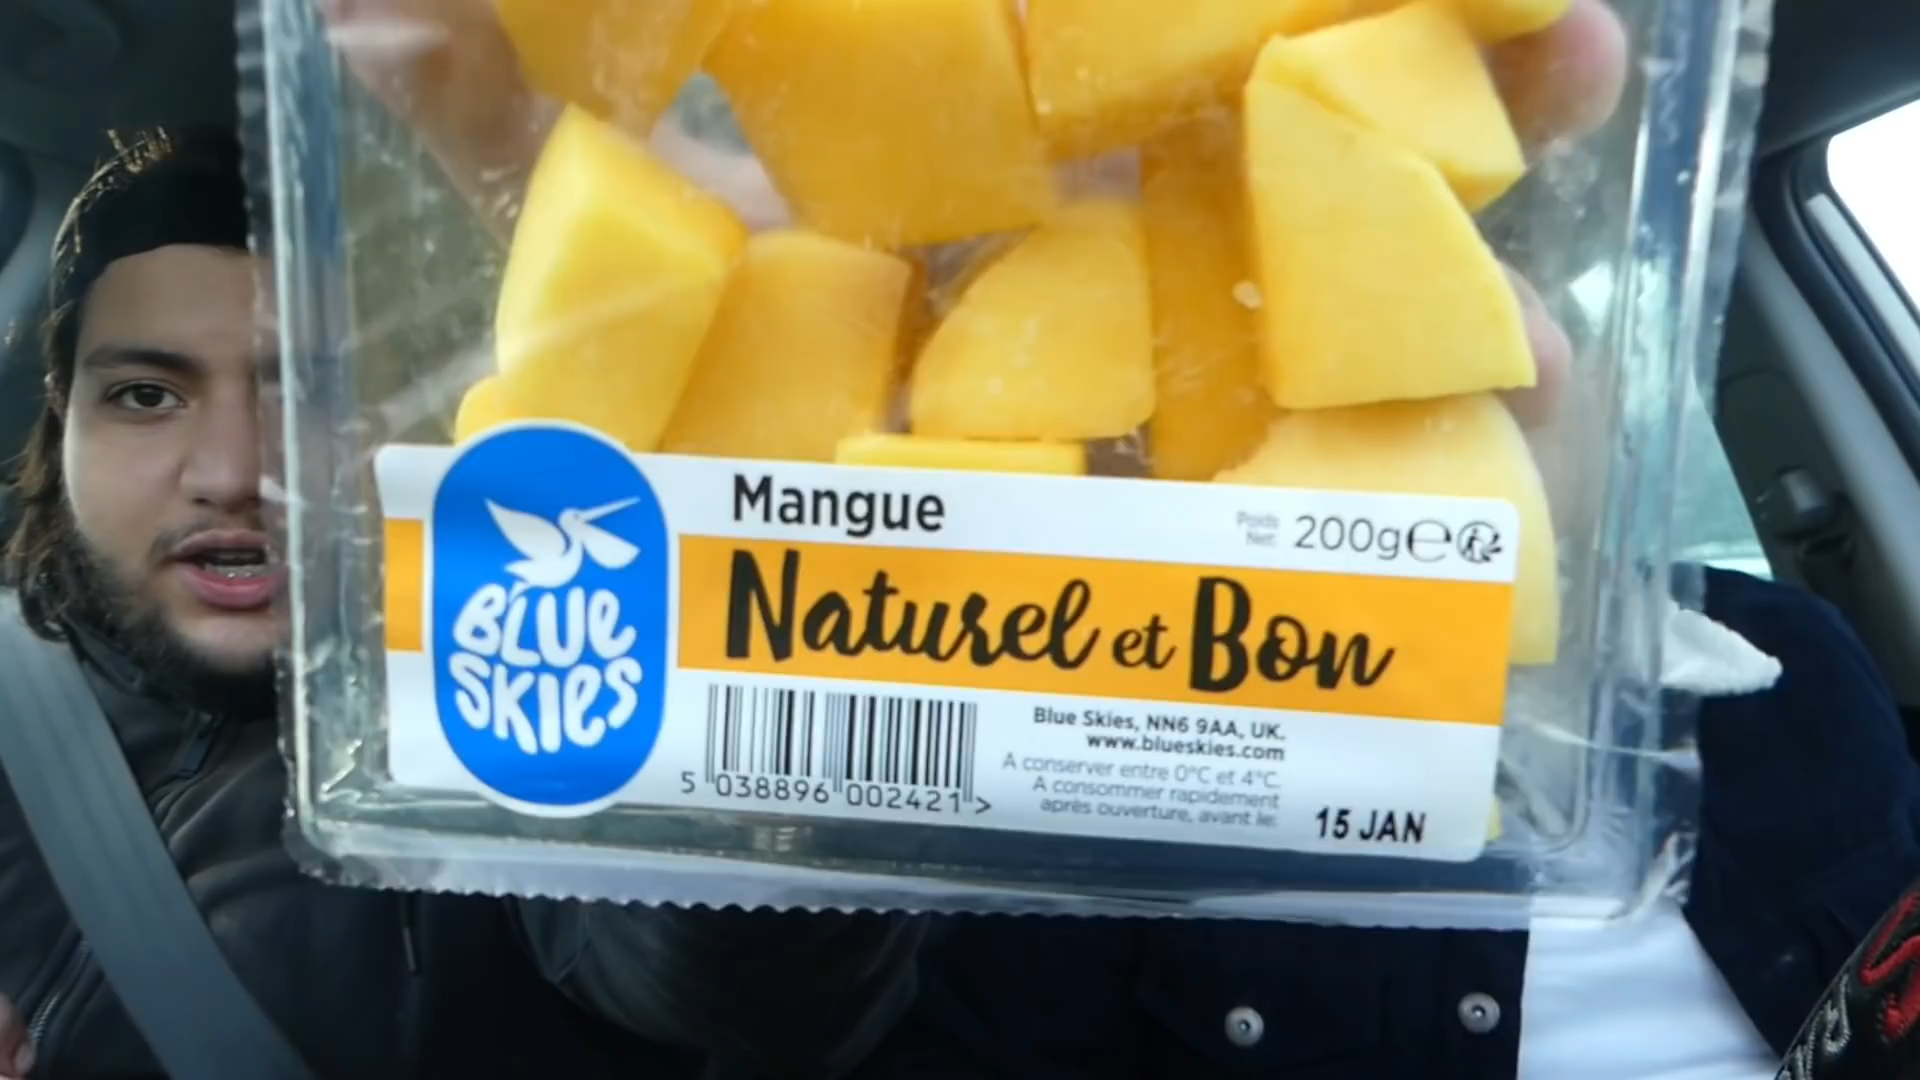 Mangue
Poids
Net:
200g℮
BLUE
SKIES
Naturel et Bon
5 038896 002421 >
Blue Skies, NN6 9AA, UK.
www.blueskies.com
A conserver entre 0°C et 4°C.
A consommer rapidement
après ouverture, avant le:
15 JAN